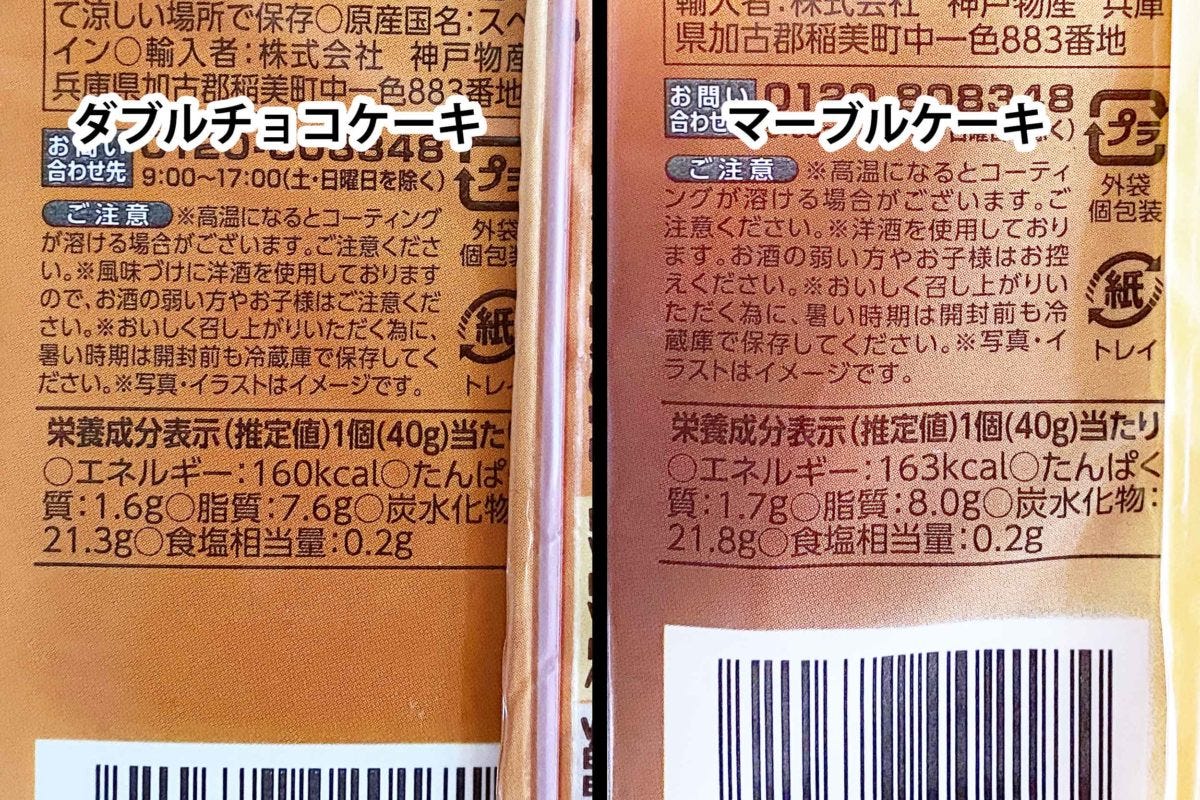 て涼しい場所で保存○原産国名:スペ
イン○輸入者:株式会社 神戸物産
兵庫県加古郡稲美町中一色883番地
ダブルチョコケーキ
お問い
合わせ先
0120-808348
9:00～17:00(土・日曜日を除く)
プラ
外袋
個包装
ご注意 ※高温になるとコーティング
が溶ける場合がございます。ご注意くださ
い。※風味づけに洋酒を使用しております
ので、お酒の弱い方やお子様はご注意くだ
さい。※おいしく召し上がりいただく為に、
暑い時期は開封前も冷蔵庫で保存してく
ださい。※写真・イラストはイメージです。
紙
トレイ
栄養成分表示(推定値)1個(40g)当た
○エネルギー:160kcal○たんぱ
質:1.6g○脂質:7.6g○炭水化物
21.3g○食塩相当量:0.2g
輸入者:株式会社 神戸物産 兵庫
県加古郡稲美町中一色883番地
マーブルケーキ
お問い
合わせ
0120-808348
日曜日を除く)
プラ
外袋
個包装
ご注意 ※高温になるとコーティ
ングが溶ける場合がございます。ご
注意ください。※洋酒を使用しており
ます。お酒の弱い方やお子様はお控
えください。※おいしく召し上がりい
ただく為に、暑い時期は開封前も冷
蔵庫で保存してください。※写真・イ
ラストはイメージです。
紙
トレイ
栄養成分表示(推定値)1個(40g)当たり
○エネルギー:163kcal○たんぱく
質:1.7g○脂質:8.0g○炭水化物:
21.8g○食塩相当量:0.2g